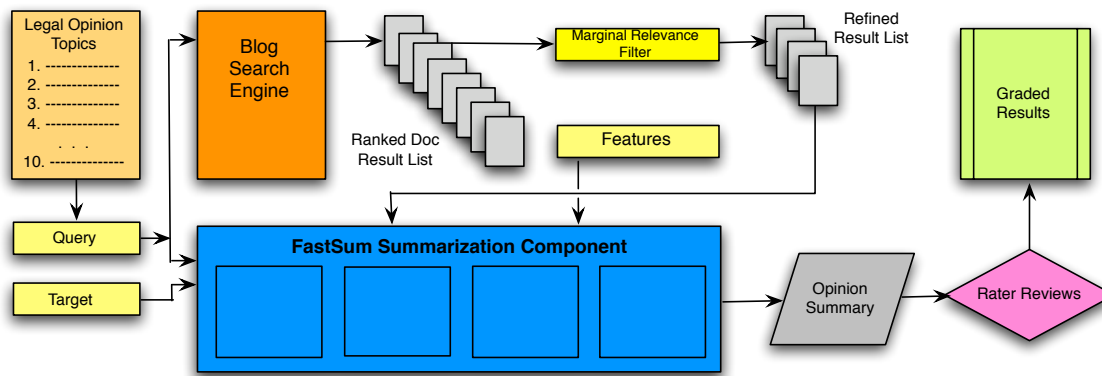 Legal Opinion
Topics
1. --------------
2. --------------
3. --------------
4. --------------
. . .
10. --------------
Query
Target
Blog
Search
Engine
Ranked Doc
Result List
Marginal Relevance
Filter
Features
Refined
Result List
Graded
Results
FastSum Summarization Component
Opinion
Summary
Rater Reviews